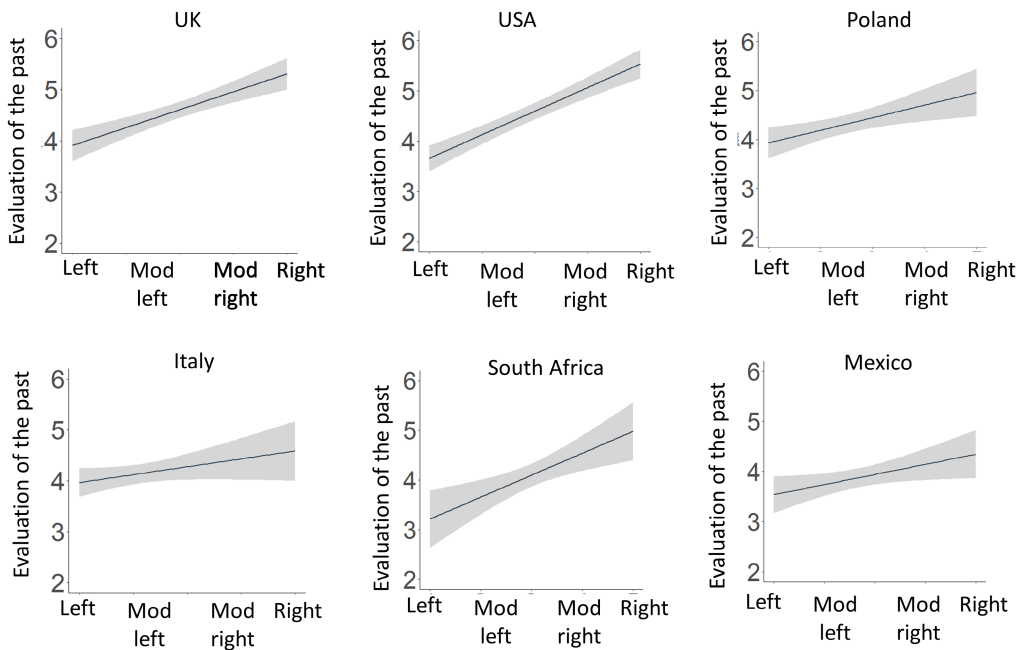 UK
Evaluation of the past
6
5
4
3
2
Left
Mod
left
Mod
right
Right
USA
Evaluation of the past
6
5
4
3
2
Left
Mod
left
Mod
right
Right
Poland
Evaluation of the past
6
5
4
3
2
Left
Mod
left
Mod
right
Right
Italy
Evaluation of the past
6
5
4
3
2
Left
Mod
left
Mod
right
Right
South Africa
Evaluation of the past
6
5
4
3
2
Left
Mod
left
Mod
right
Right
Mexico
Evaluation of the past
6
5
4
3
2
Left
Mod
left
Mod
right
Right